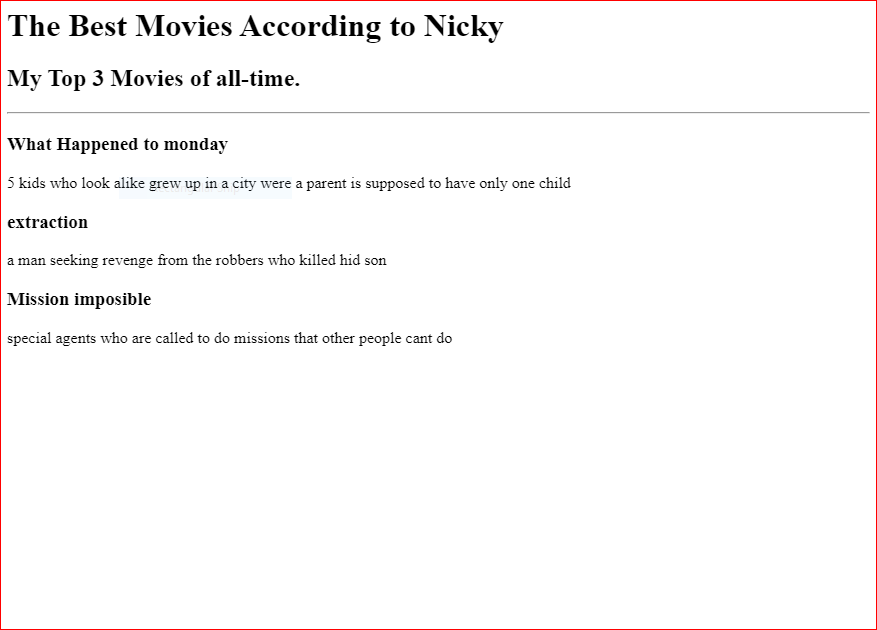 The Best Movies According to Nicky
My Top 3 Movies of all-time.
What Happened to monday
5 kids who look alike grew up in a city were a parent is supposed to have only one child
extraction
a man seeking revenge from the robbers who killed hid son
Mission imposible
special agents who are called to do missions that other people cant do